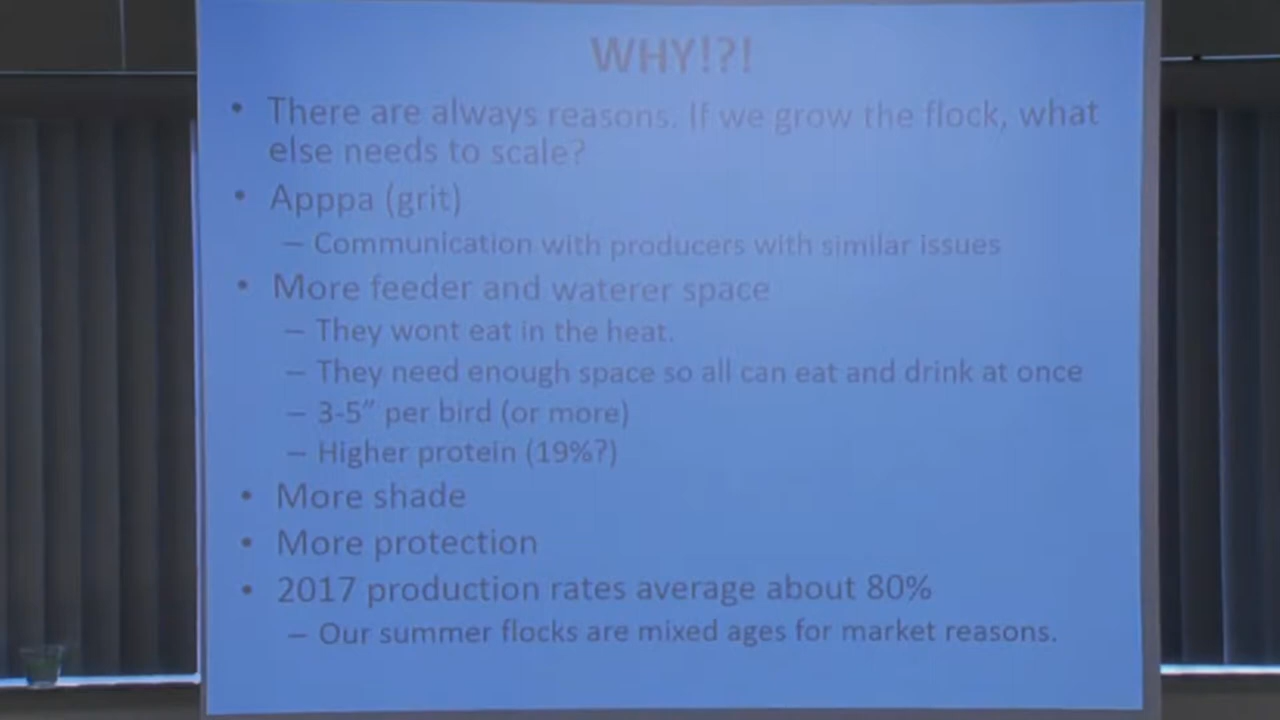 WHY!?!
• There are always reasons. If we grow the flock, what
else needs to scale?
• Apppa (grit)
– Communication with producers with similar issues
• More feeder and waterer space
– They wont eat in the heat.
– They need enough space so all can eat and drink at once
– 3-5” per bird (or more)
– Higher protein (19%?)
• More shade
• More protection
• 2017 production rates average about 80%
– Our summer flocks are mixed ages for market reasons.